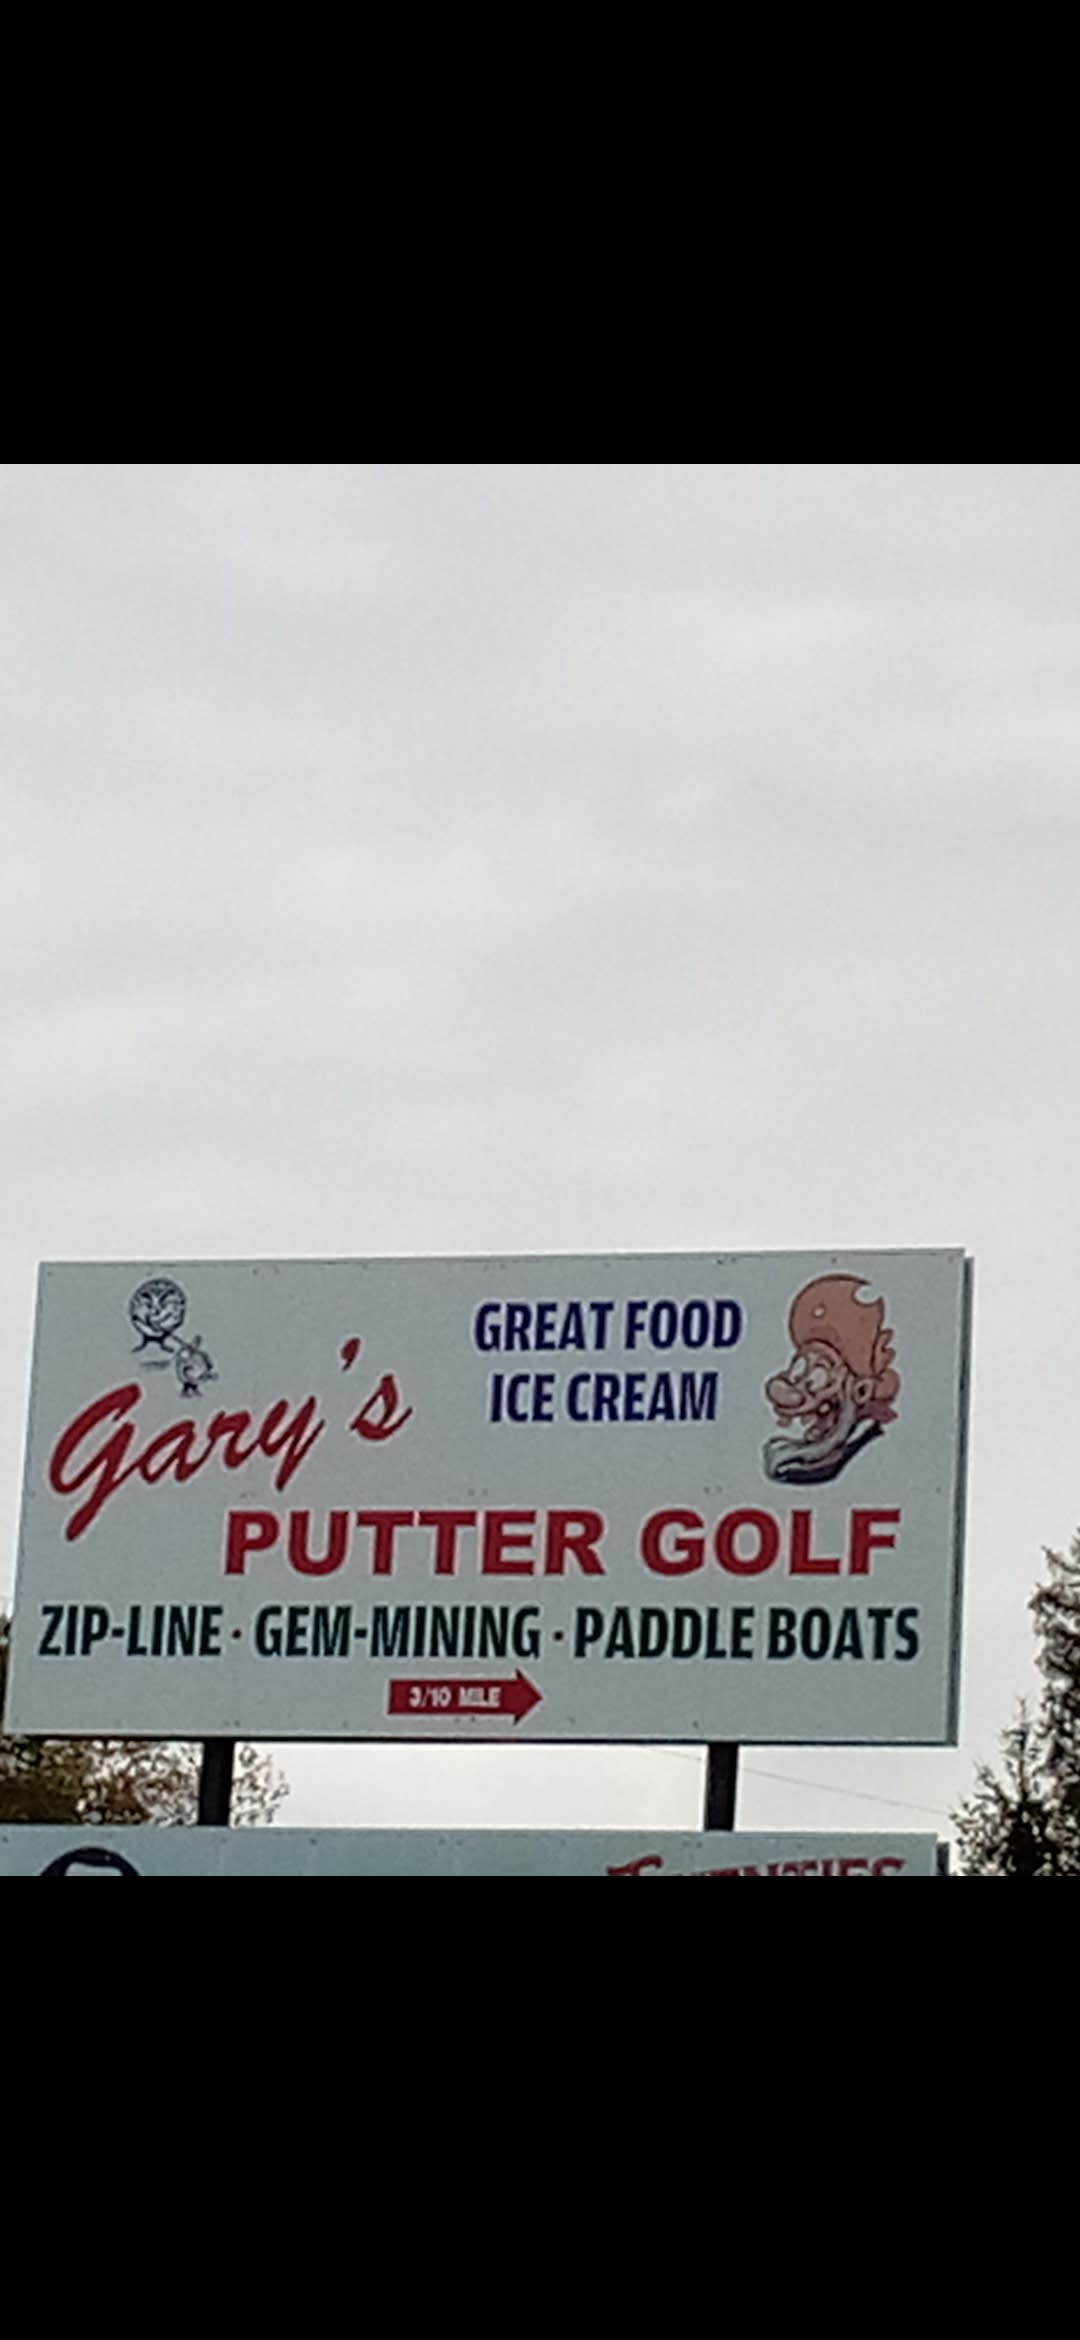 GREAT FOOD
ICE CREAM
Gary's
PUTTER GOLF
ZIP-LINE · GEM-MINING · PADDLE BOATS
3/10 MILE